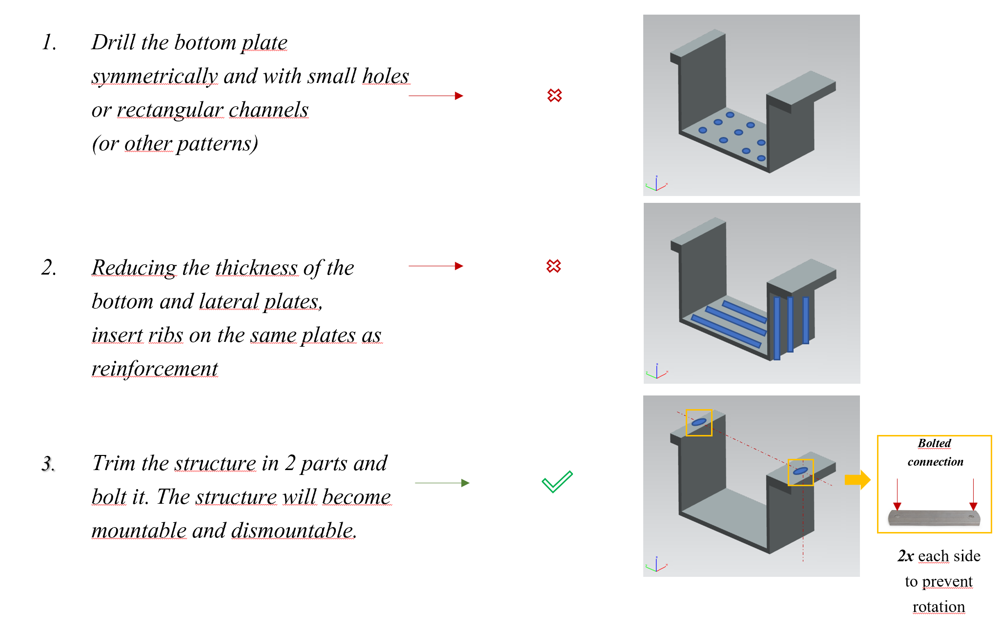 1. Drill the bottom plate
symmetrically and with small holes
or rectangular channels
(or other patterns)
2. Reducing the thickness of the
bottom and lateral plates,
insert ribs on the same plates as
reinforcement
3. Trim the structure in 2 parts and
bolt it. The structure will become
mountable and dismountable.
Bolted
connection
2x each side
to prevent
rotation